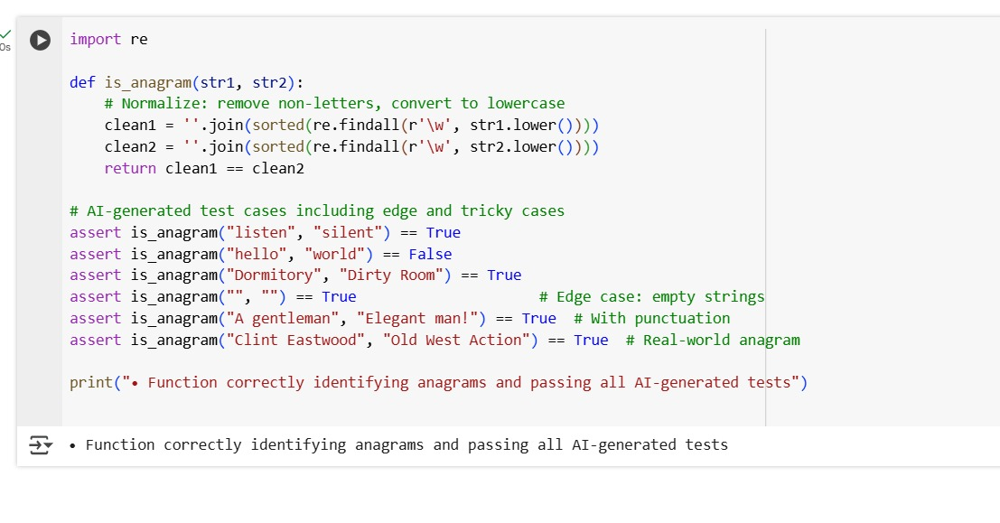 0s
import re
def is_anagram(str1, str2):
    # Normalize: remove non-letters, convert to lowercase
    clean1 = ''.join(sorted(re.findall(r'\w', str1.lower())))
    clean2 = ''.join(sorted(re.findall(r'\w', str2.lower())))
    return clean1 == clean2
# AI-generated test cases including edge and tricky cases
assert is_anagram("listen", "silent") == True
assert is_anagram("hello", "world") == False
assert is_anagram("Dormitory", "Dirty Room") == True
assert is_anagram("", "") == True                     # Edge case: empty strings
assert is_anagram("A gentleman", "Elegant man!") == True  # With punctuation
assert is_anagram("Clint Eastwood", "Old West Action") == True  # Real-world anagram
print("• Function correctly identifying anagrams and passing all AI-generated tests")
• Function correctly identifying anagrams and passing all AI-generated tests